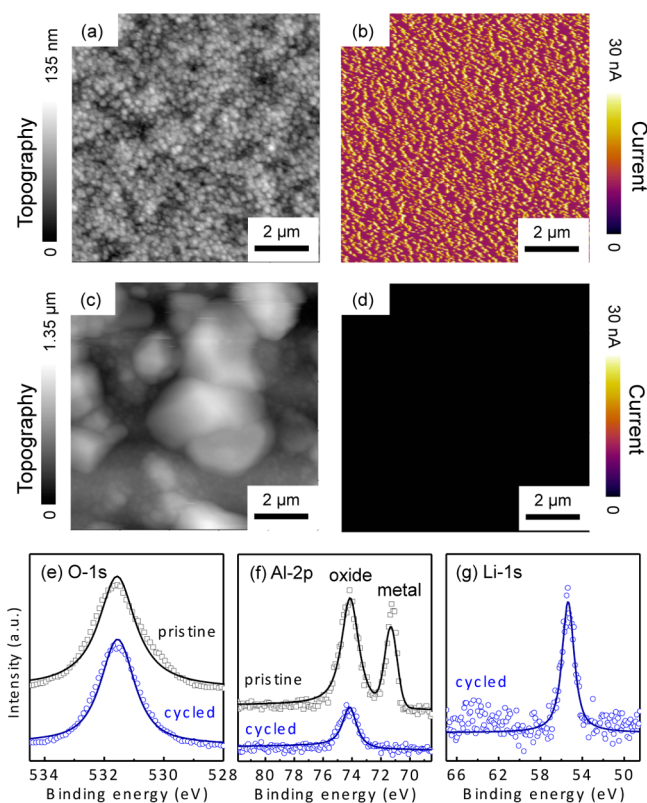 (a)
135 nm
Topography
0
2 µm
(b)
30 nA
Current
0
2 µm
(c)
1.35 µm
Topography
0
2 µm
(d)
30 nA
Current
0
2 µm
(e) O-1s
pristine
cycled
Intensity (a.u.)
534 532 530 528
Binding energy (eV)
(f) Al-2p
oxide
metal
pristine
cycled
80 78 76 74 72 70
Binding energy (eV)
(g) Li-1s
cycled
66 63 60 57 54 50
Binding energy (eV)